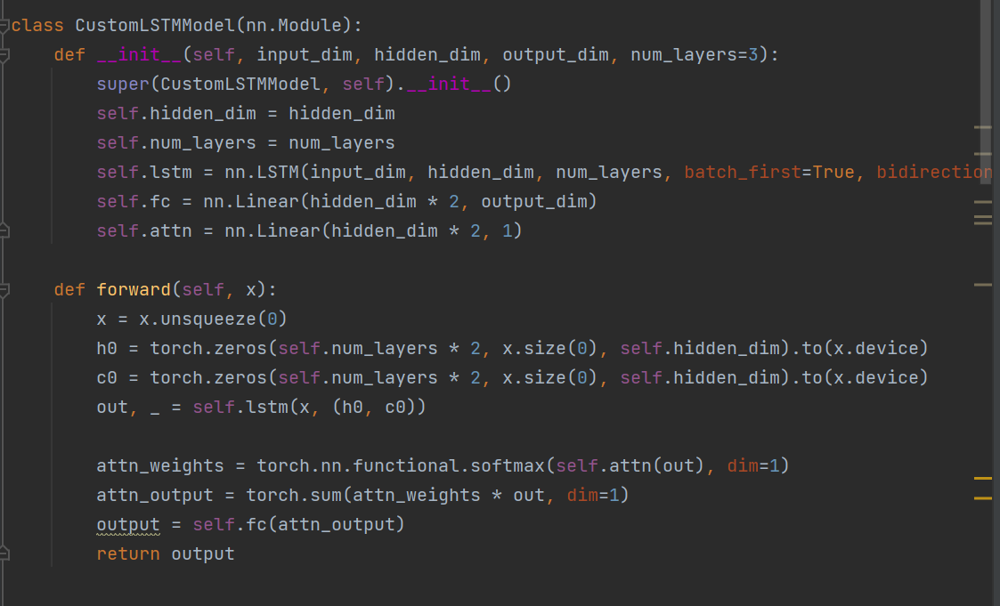 class CustomLSTMModel(nn.Module):
    def __init__(self, input_dim, hidden_dim, output_dim, num_layers=3):
        super(CustomLSTMModel, self).__init__()
        self.hidden_dim = hidden_dim
        self.num_layers = num_layers
        self.lstm = nn.LSTM(input_dim, hidden_dim, num_layers, batch_first=True, bidirection
        self.fc = nn.Linear(hidden_dim * 2, output_dim)
        self.attn = nn.Linear(hidden_dim * 2, 1)
    def forward(self, x):
        x = x.unsqueeze(0)
        h0 = torch.zeros(self.num_layers * 2, x.size(0), self.hidden_dim).to(x.device)
        c0 = torch.zeros(self.num_layers * 2, x.size(0), self.hidden_dim).to(x.device)
        out, _ = self.lstm(x, (h0, c0))
        attn_weights = torch.nn.functional.softmax(self.attn(out), dim=1)
        attn_output = torch.sum(attn_weights * out, dim=1)
        output = self.fc(attn_output)
        return output